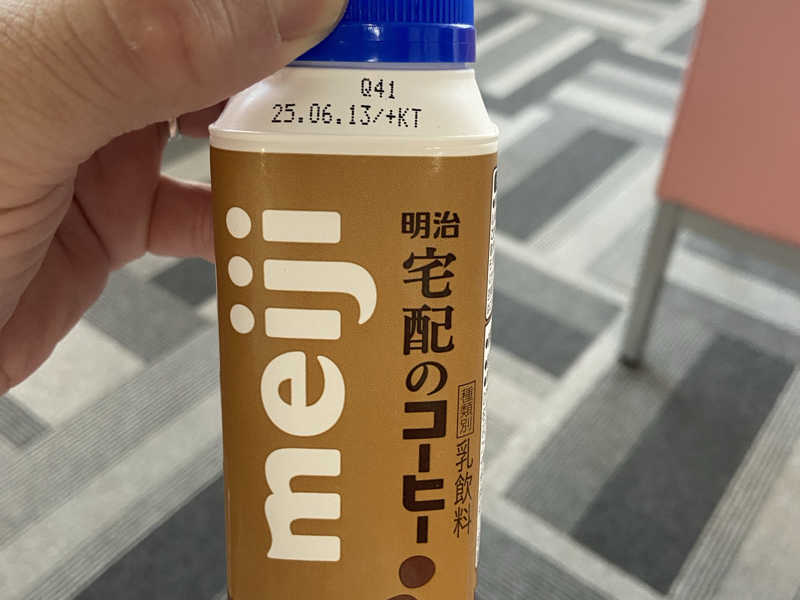 Q41
25.06.13/+KT
meiji
明治
宅配のコーヒー
種類別
乳飲料